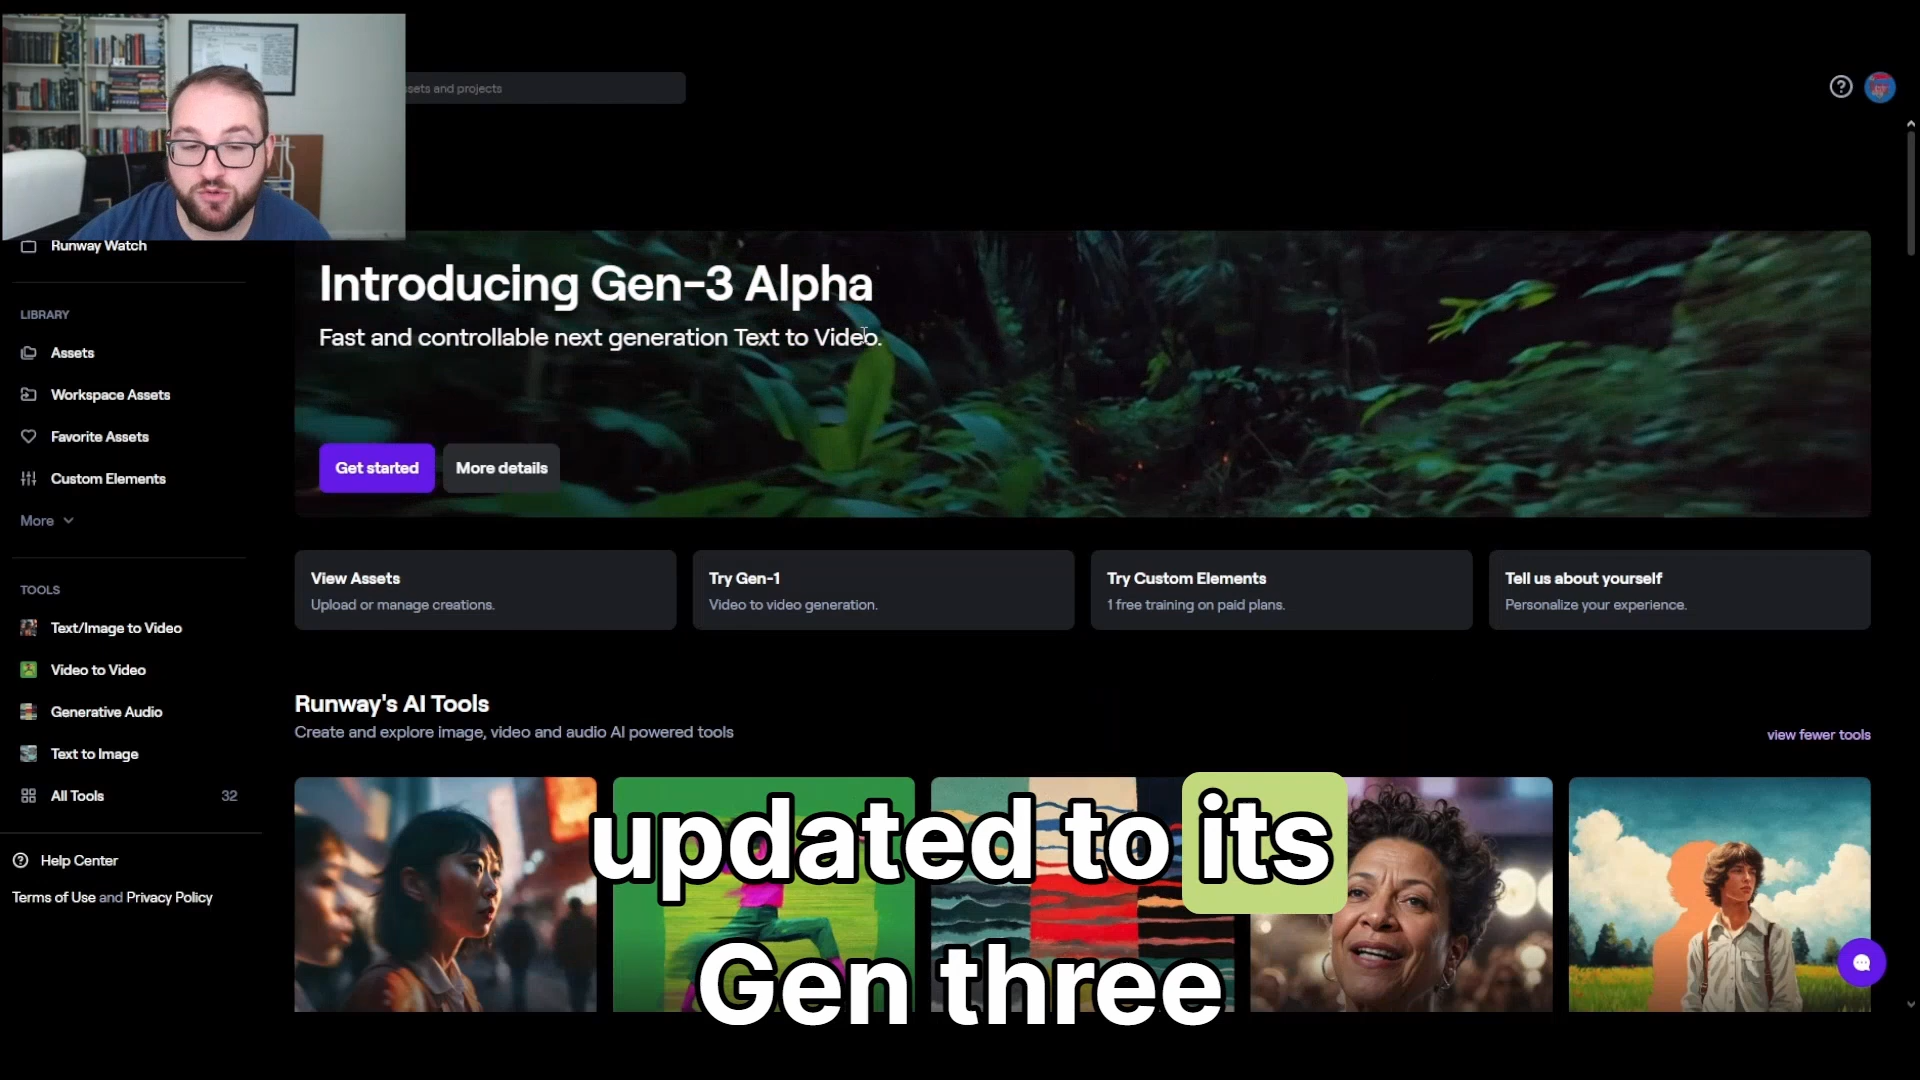 ssets and projects
Runway Watch
LIBRARY
Assets
Workspace Assets
Favorite Assets
Custom Elements
More
TOOLS
Text/Image to Video
Video to Video
Generative Audio
Text to Image
All Tools 32
Help Center
Terms of Use and Privacy Policy
Introducing Gen-3 Alpha
Fast and controllable next generation Text to Video.
Get started
More details
View Assets
Upload or manage creations.
Try Gen-1
Video to video generation.
Try Custom Elements
1 free training on paid plans.
Tell us about yourself
Personalize your experience.
Runway's AI Tools
Create and explore image, video and audio AI powered tools
view fewer tools
updated to its
Gen three